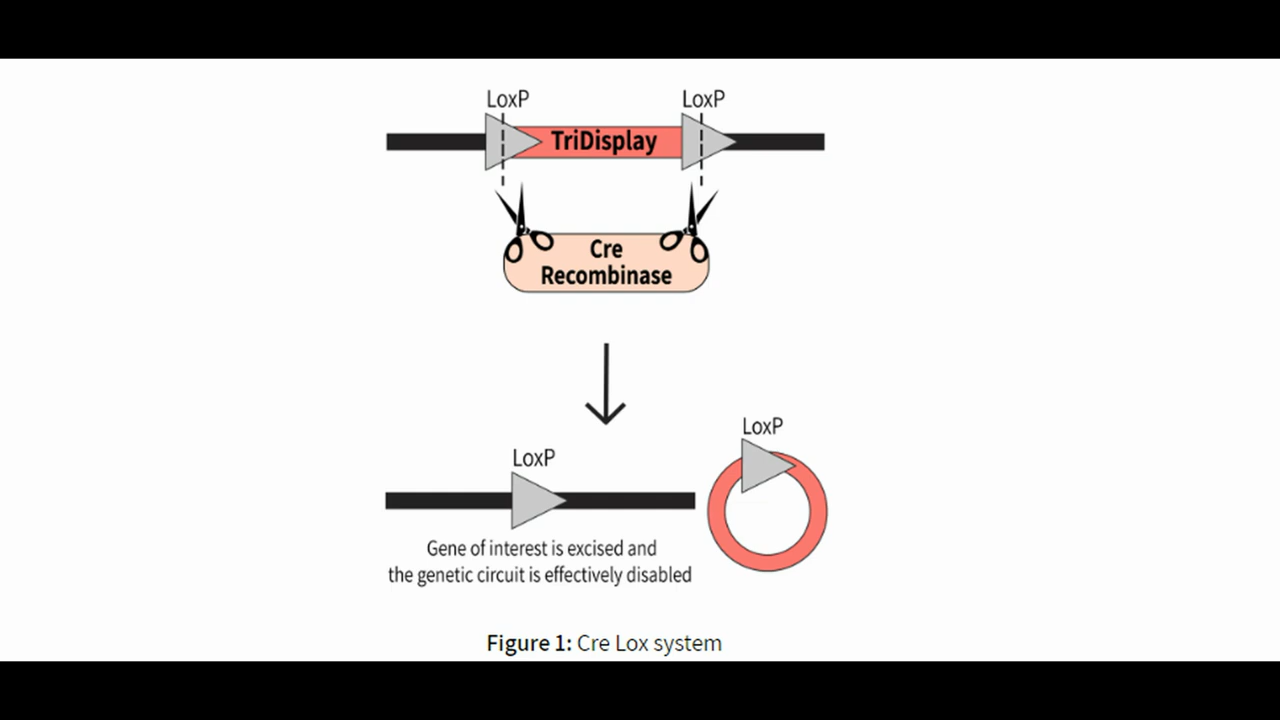 LoxP LoxP
TriDisplay
Cre
Recombinase
LoxP
LoxP
Gene of interest is excised and
the genetic circuit is effectively disabled
Figure 1: Cre Lox system